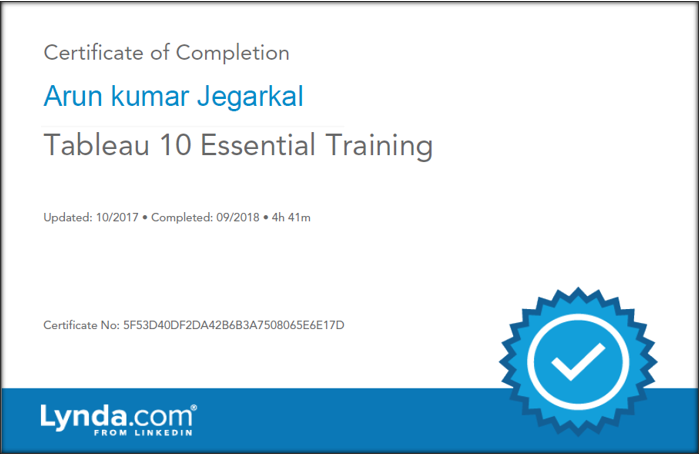 Certificate of Completion
Arun kumar Jegarkal
Tableau 10 Essential Training
Updated: 10/2017 • Completed: 09/2018 • 4h 41m
Certificate No: 5F53D40DF2DA42B6B3A7508065E6E17D
Lynda.com®
FROM LINKEDIN